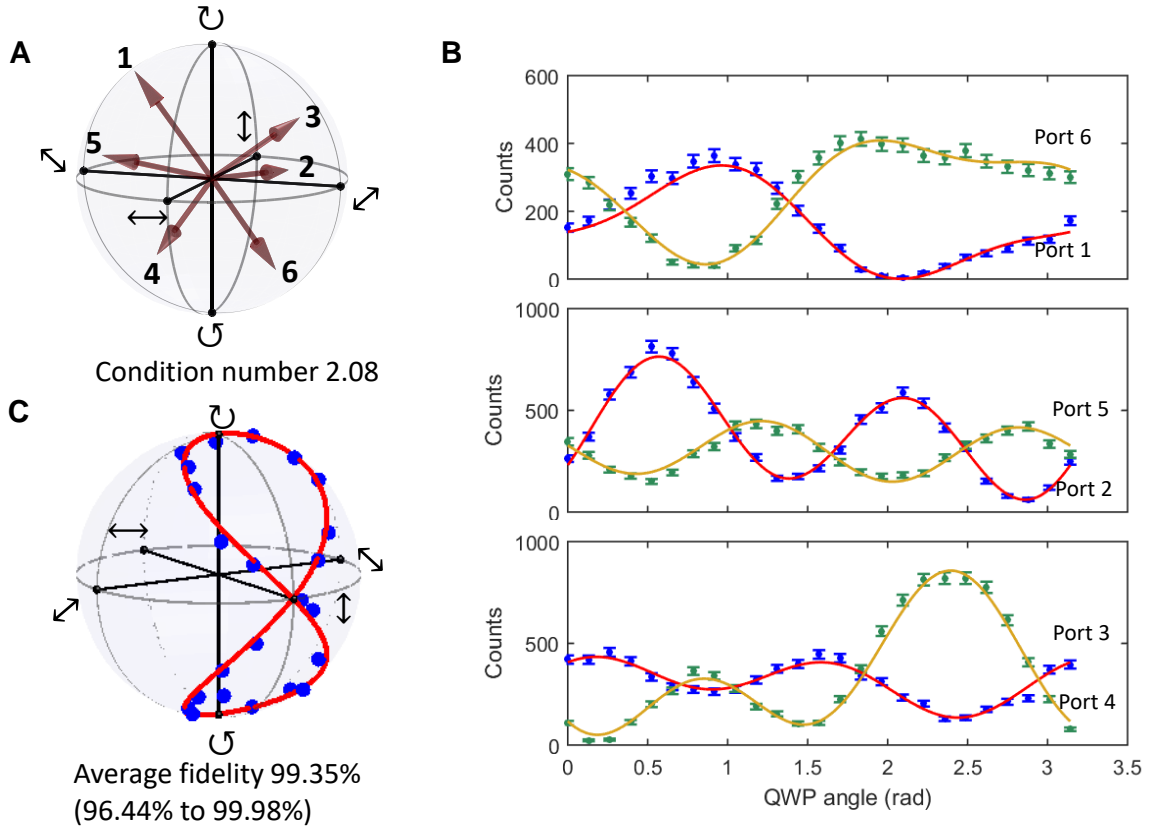 A
1
3
5
2
4
6
Condition number 2.08
B
600
400
200
0
Counts
Port 6
Port 1
1000
500
0
Counts
Port 5
Port 2
1000
500
0
Counts
Port 3
Port 4
0 0.5 1 1.5 2 2.5 3 3.5
QWP angle (rad)
C
Average fidelity 99.35%
(96.44% to 99.98%)